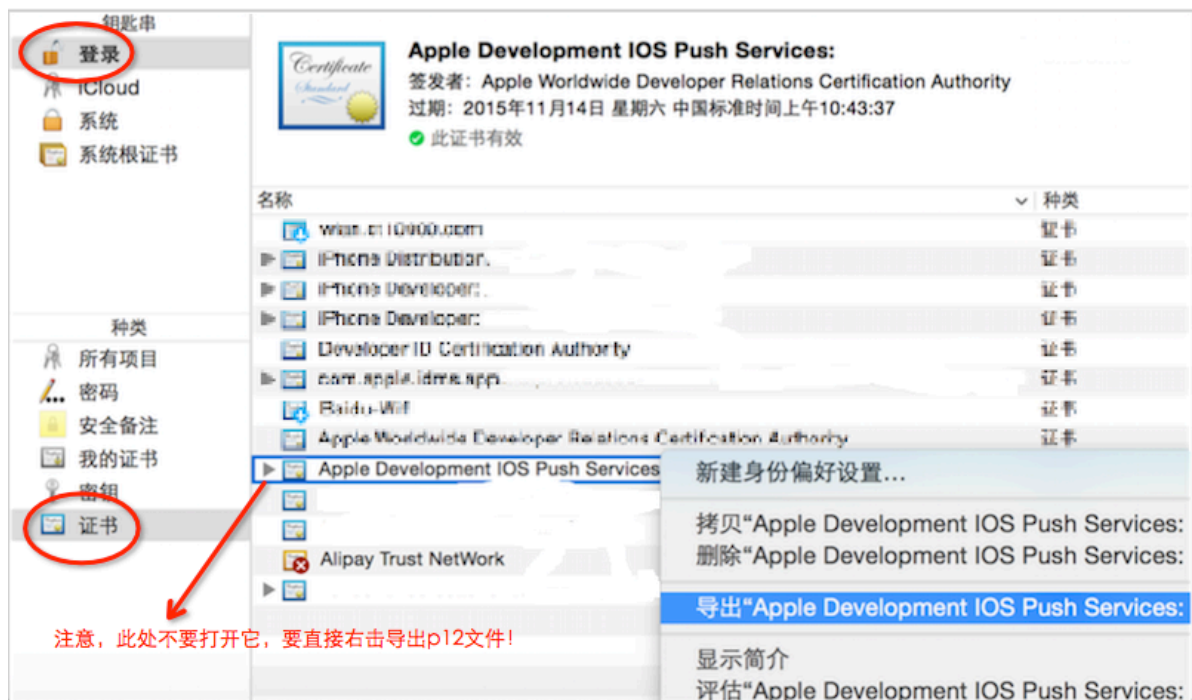 钥匙串
登录
iCloud
系统
系统根证书
Apple Development IOS Push Services:
签发者：Apple Worldwide Developer Relations Certification Authority
过期：2015年11月14日 星期六 中国标准时间上午10:43:37
此证书有效
名称
种类
iPhone Distribution:
证书
iPhone Developer:
证书
iPhone Developer:
证书
Developer ID Certification Authority
证书
com.apple.idms.app.
证书
Baidu-Wifi
证书
Apple Worldwide Developer Relations Certification Authority
证书
Apple Development IOS Push Services
Alipay Trust NetWork
种类
所有项目
密码
安全备注
我的证书
密钥
证书
注意，此处不要打开它，要直接右击导出p12文件！
新建身份偏好设置...
拷贝“Apple Development IOS Push Services:
删除“Apple Development IOS Push Services:
导出“Apple Development IOS Push Services:
显示简介
评估“Apple Development IOS Push Services: